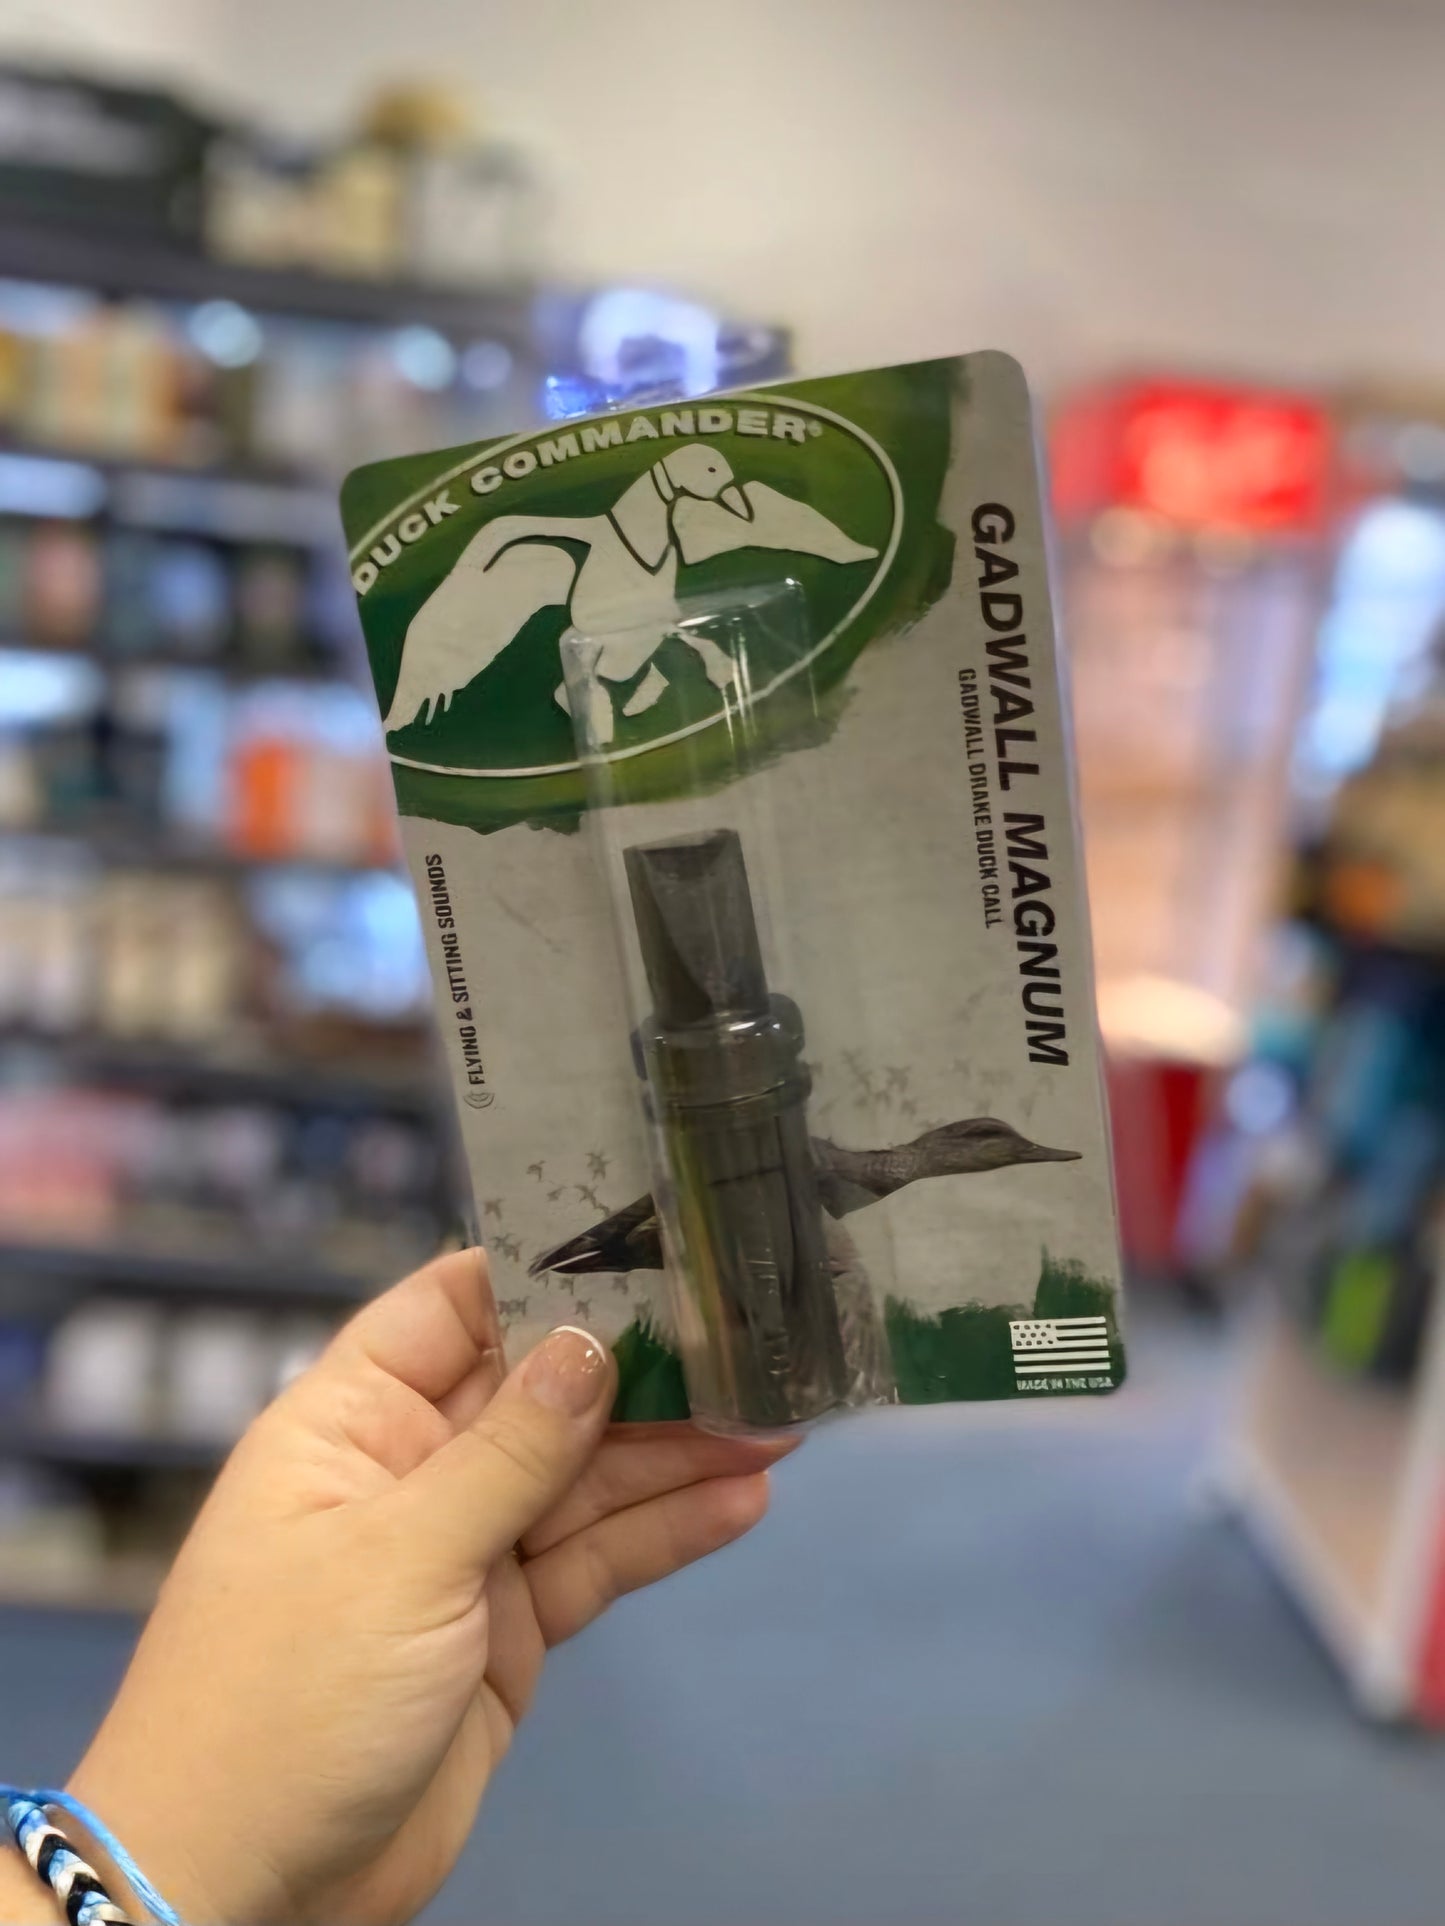 DUCK COMMANDER®
GADWALL MAGNUM
GADWALL DRAKE DUCK CALL
FLYING & SITTING SOUNDS
MADE IN THE USA